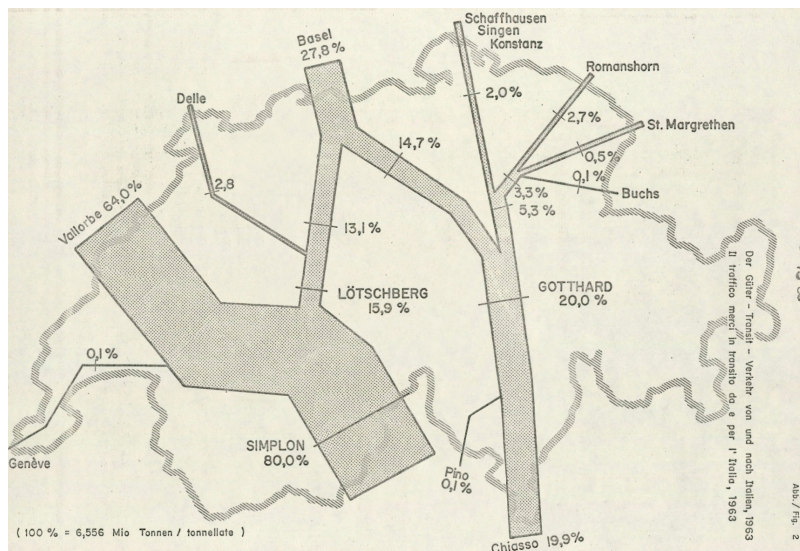 Schaffhausen
Singen
Konstanz
Basel
27,8 %
Romanshorn
Delle
2,0%
2,7%
St. Margrethen
14,7 %
0,5 %
0,1 %
Buchs
3,3%
5,3 %
2,8
Vallorbe 64,0 %
13,1 %
LÖTSCHBERG
15,9 %
GOTTHARD
20,0 %
0,1 %
SIMPLON
80,0%
Genève
Pino
0,1 %
Chiasso 19,9%
( 100 % = 6,556 Mio Tonnen / tonnellate )
Der Güter - Transit - Verkehr von und nach Italien, 1963
Il traffico merci in transito da e per l' Italia, 1963
Abb. / Fig. 2